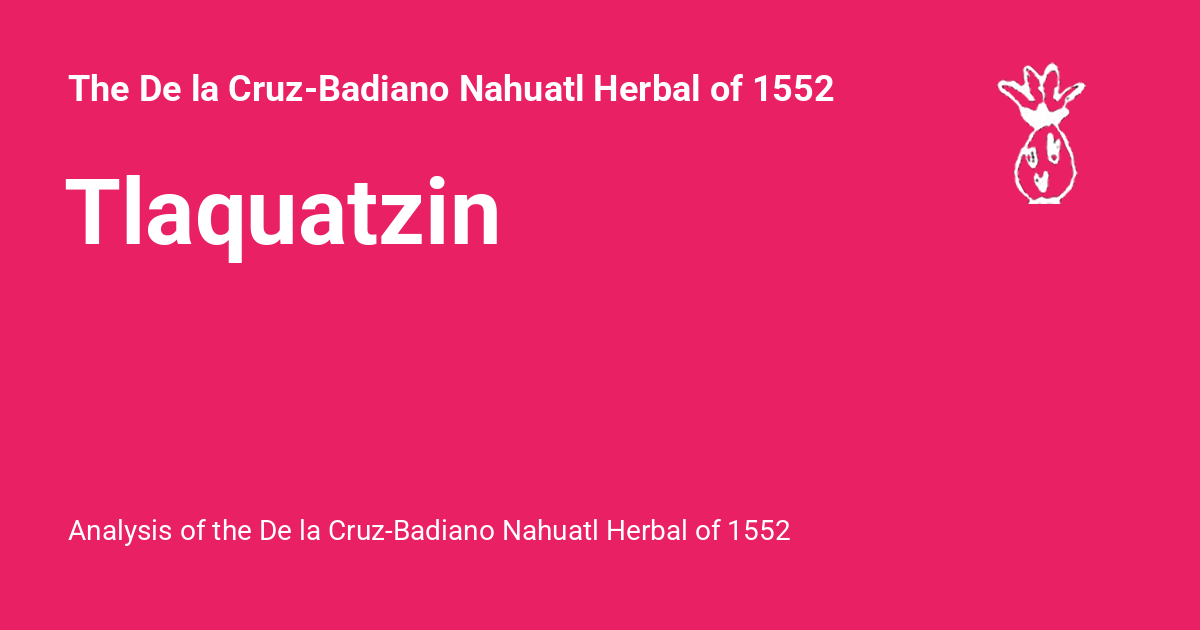 The De la Cruz-Badiano Nahuatl Herbal of 1552
Tlaquatzin
Analysis of the De la Cruz-Badiano Nahuatl Herbal of 1552